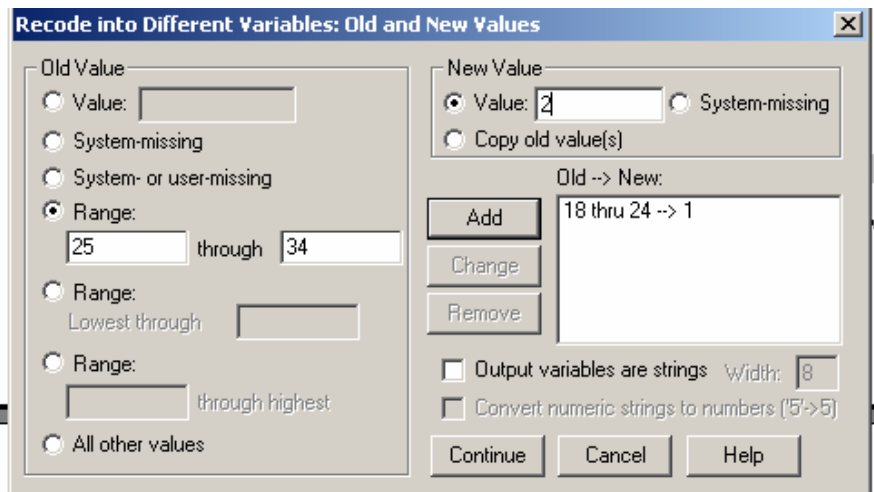 Recode into Different Variables: Old and New Values
Old Value
Value:
System-missing
System- or user-missing
Range:
25 through 34
Range:
Lowest through
Range:
through highest
All other values
New Value
Value: 2 System-missing
Copy old value(s)
Old --> New:
18 thru 24 --> 1
Add
Change
Remove
Output variables are strings Width: 8
Convert numeric strings to numbers ('5'->5)
Continue Cancel Help